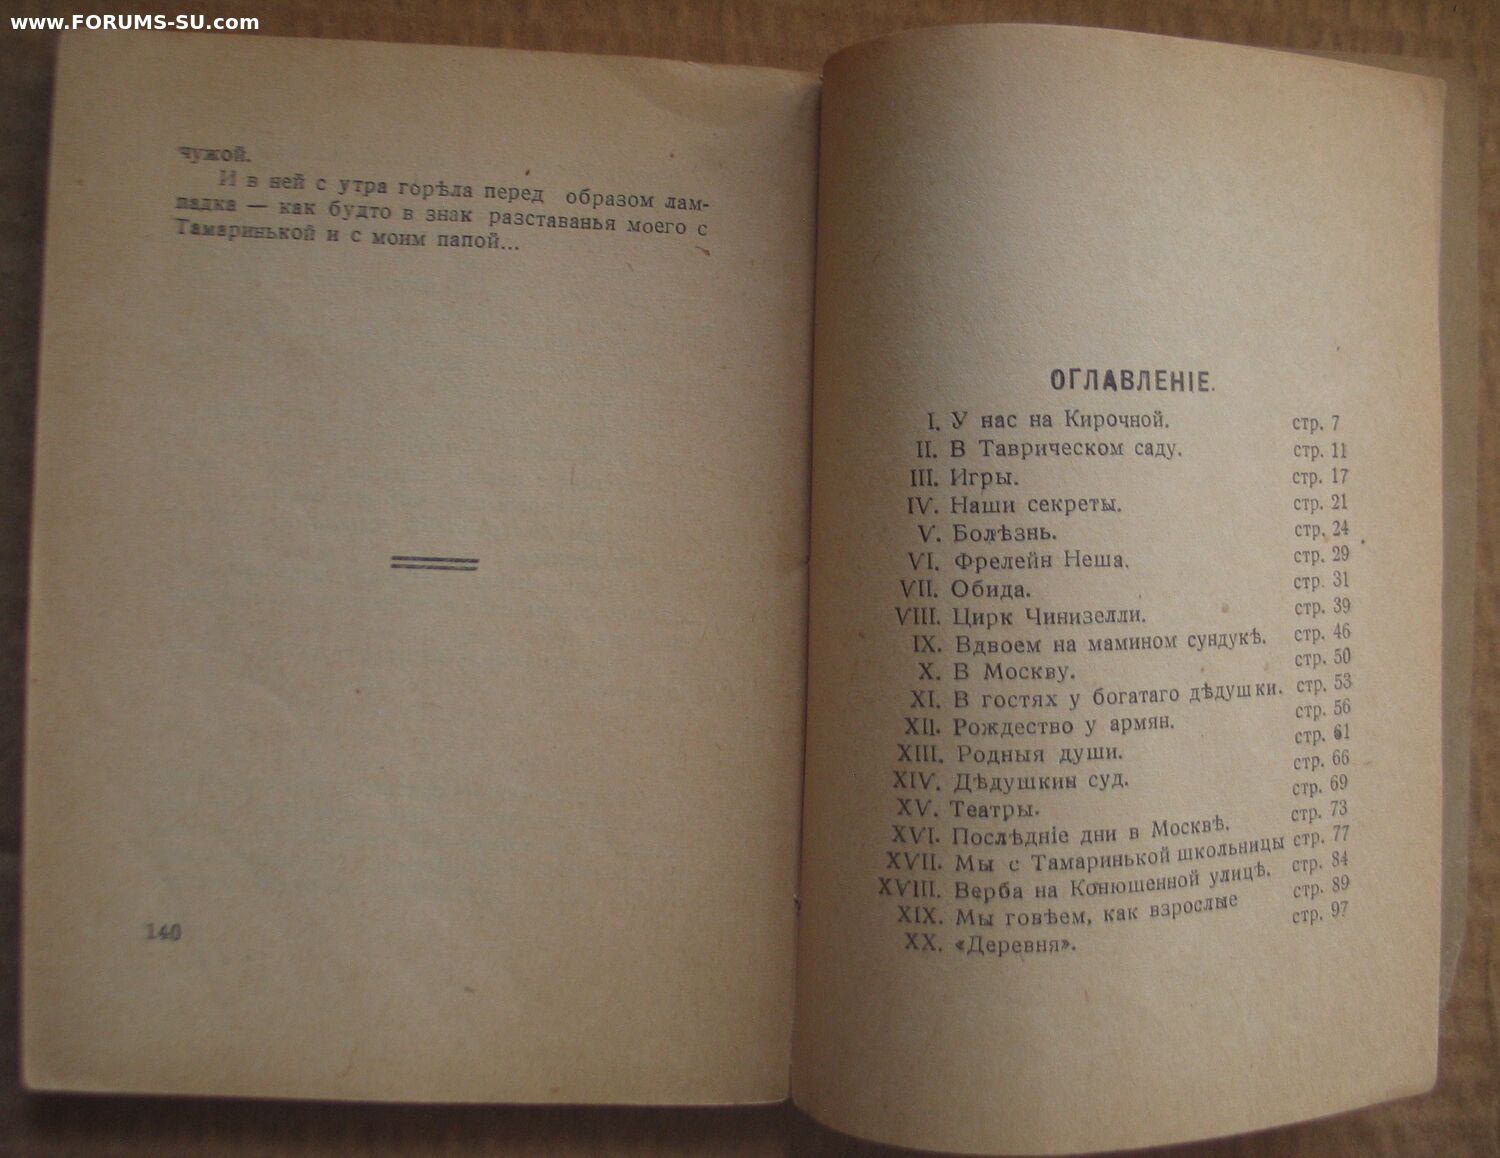 www.FORUMS-SU.com
чужой.
И в ней с утра горѣла перед образом лам-
падка — как будто в знак разставанья моего с
Тамаринькой и с моим папой...
140
ОГЛАВЛЕНІЕ.
I. У нас на Кирочной. стр. 7
II. В Таврическом саду. стр. 11
III. Игры. стр. 17
IV. Наши секреты. стр. 21
V. Болѣзнь. стр. 24
VI. Фрелейн Неша. стр. 29
VII. Обида. стр. 31
VIII. Цирк Чинизелли. стр. 39
IX. Вдвоем на мамином сундукѣ. стр. 46
X. В Москву. стр. 50
XI. В гостях у богатаго дѣдушки. стр. 53
XII. Рождество у армян. стр. 56
XIII. Родныя души. стр. 61
XIV. Дѣдушкин суд. стр. 66
XV. Театры. стр. 69
XVI. Послѣдніе дни в Москвѣ. стр. 73
XVII. Мы с Тамаринькой школьницы стр. 77
XVIII. Верба на Конюшенной улицѣ. стр. 84
XIX. Мы говѣем, как взрослые стр. 89
XX. «Деревня». стр. 97